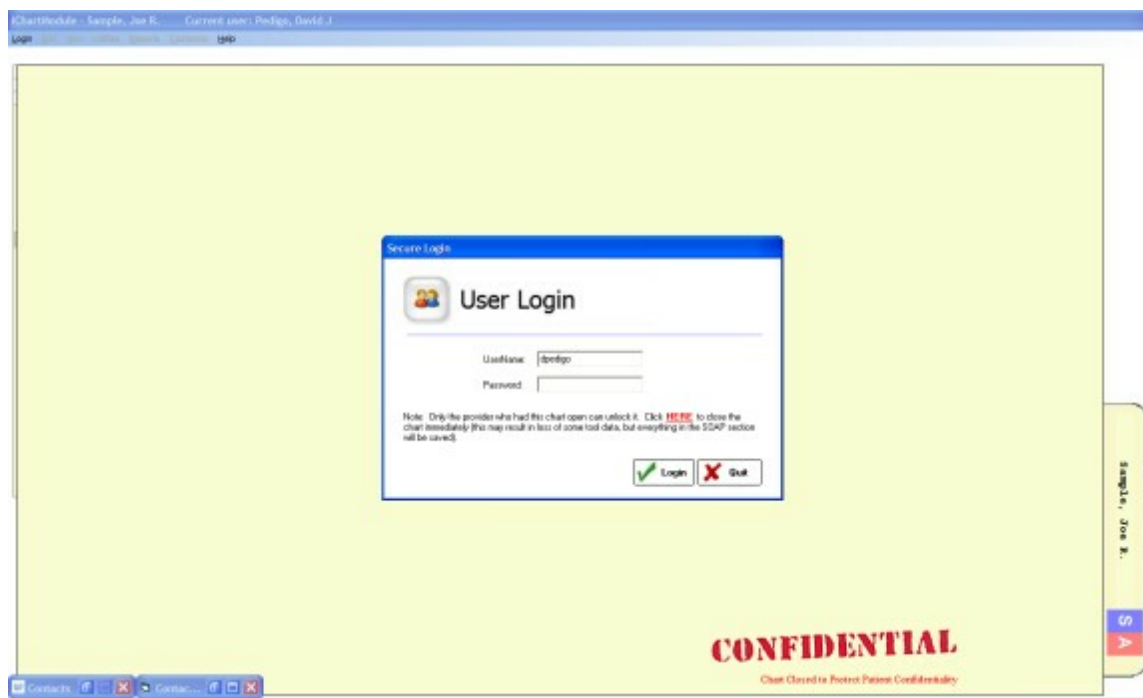 IChartModule - Sample, Joe R. Current user: Pedigo, David J
Login Help
Secure Login
User Login
UserName: dpedigo
Password:
Note: Only the provider who had this chart open can unlock it. Click HERE to close the
chart immediately (this may result in loss of some tool data, but everything in the SOAP section
will be saved).
Login Quit
Sample, Joe R.
S
A
CONFIDENTIAL
Chart Closed to Protect Patient Confidentiality
Contacts Contac...